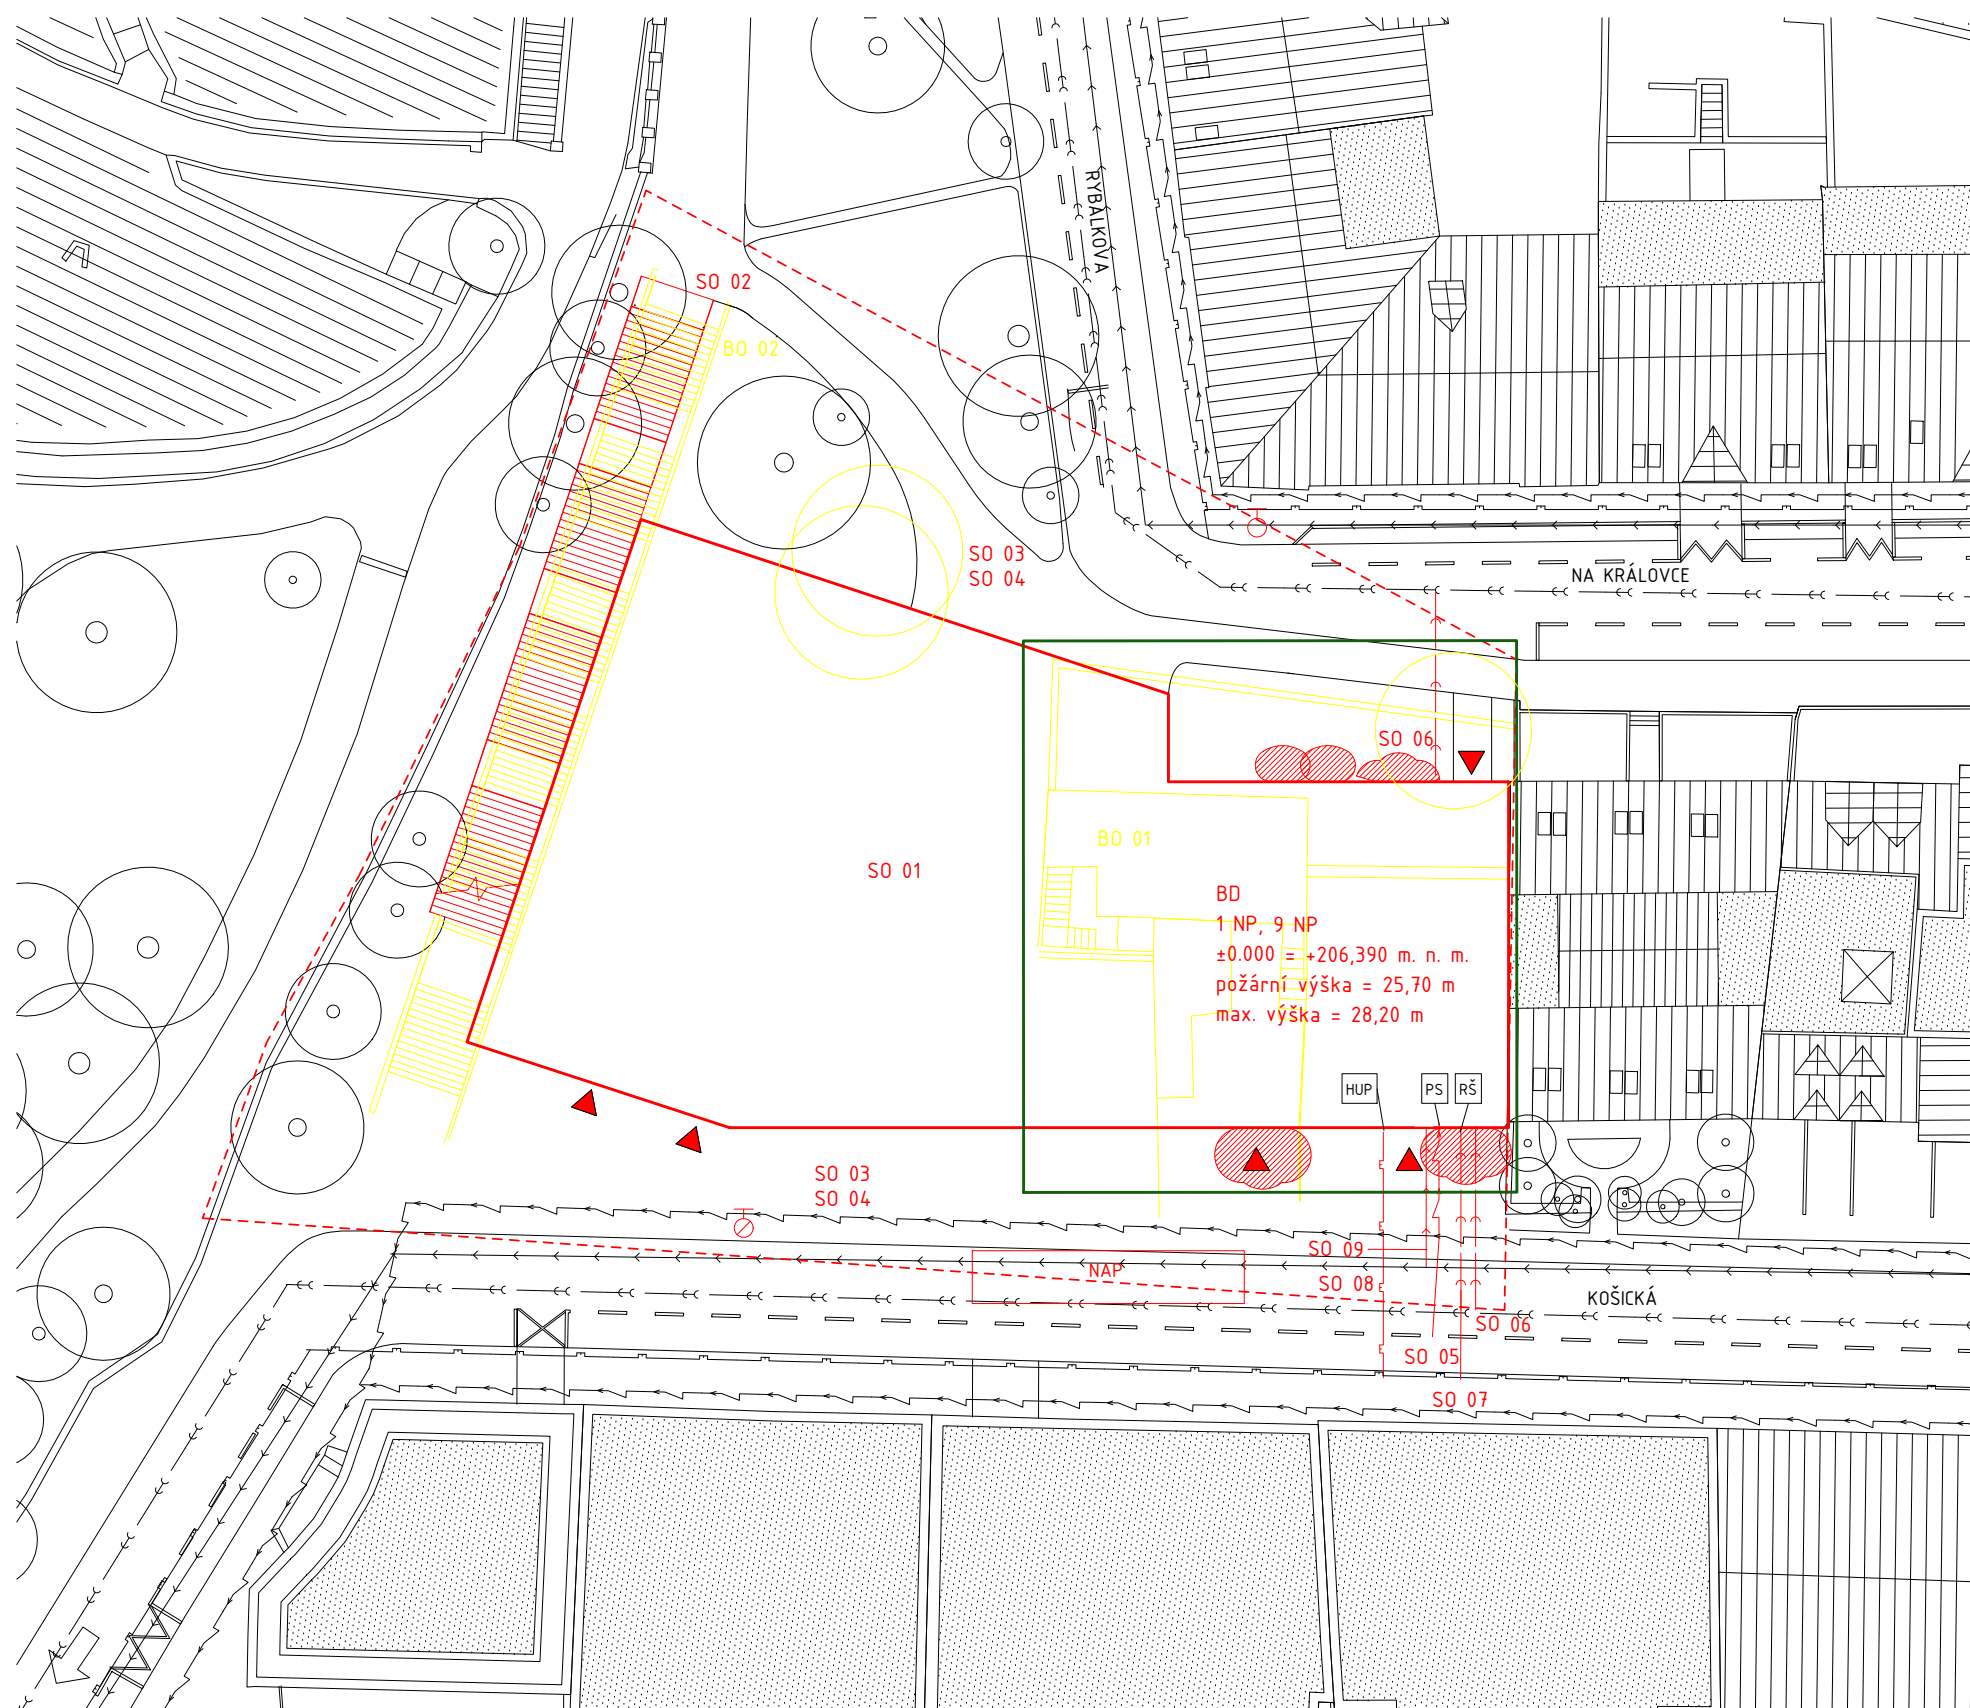 RYBALKOVA
SO 02
BO 02
SO 03
SO 04
NA KRÁLOVCE
SO 06
BO 01
SO 01
BD
1 NP, 9 NP
±0.000 = +206,390 m. n. m.
požární výška = 25,70 m
max. výška = 28,20 m
HUP
PS
RŠ
SO 03
SO 04
SO 09
NAP
SO 08
KOŠICKÁ
SO 06
SO 05
SO 07